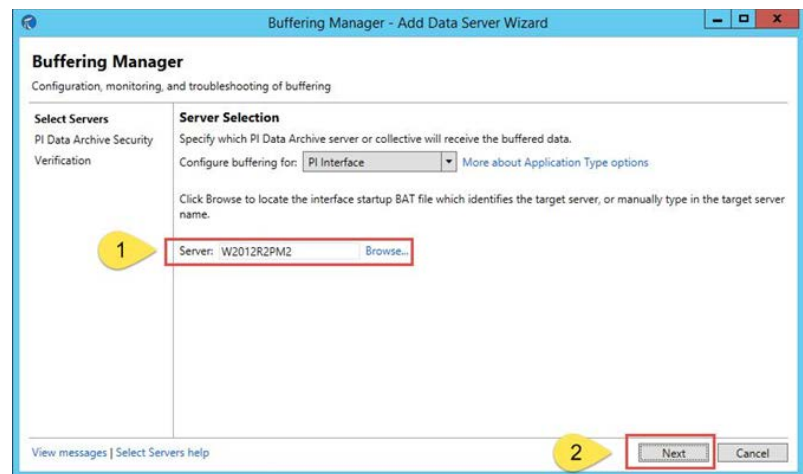 Buffering Manager - Add Data Server Wizard
Buffering Manager
Configuration, monitoring, and troubleshooting of buffering
Select Servers
PI Data Archive Security
Verification
Server Selection
Specify which PI Data Archive server or collective will receive the buffered data.
Configure buffering for: PI Interface More about Application Type options
Click Browse to locate the interface startup BAT file which identifies the target server, or manually type in the target server
name.
1
Server: W2012R2PM2 Browse...
View messages | Select Servers help
2
Next
Cancel